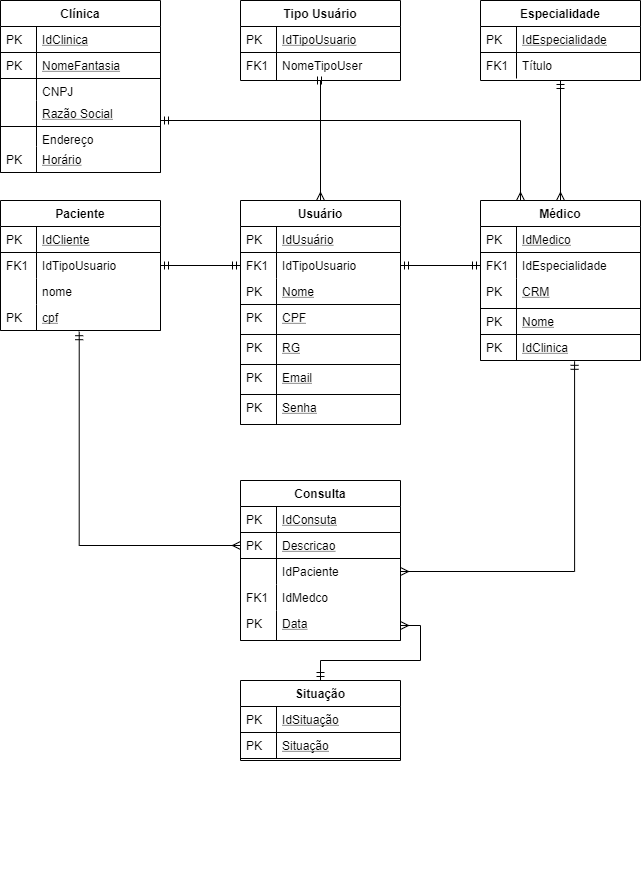 Clínica
PK IdClinica
PK NomeFantasia
CNPJ
Razão Social
Endereço
PK Horário
Tipo Usuário
PK IdTipoUsuario
FK1 NomeTipoUser
Especialidade
PK IdEspecialidade
FK1 Título
Paciente
PK IdCliente
FK1 IdTipoUsuario
nome
PK cpf
Usuário
PK IdUsuário
FK1 IdTipoUsuario
PK Nome
PK CPF
PK RG
PK Email
PK Senha
Médico
PK IdMedico
FK1 IdEspecialidade
PK CRM
PK Nome
PK IdClinica
Consulta
PK IdConsuta
PK Descricao
IdPaciente
FK1 IdMedco
PK Data
Situação
PK IdSituação
PK Situação